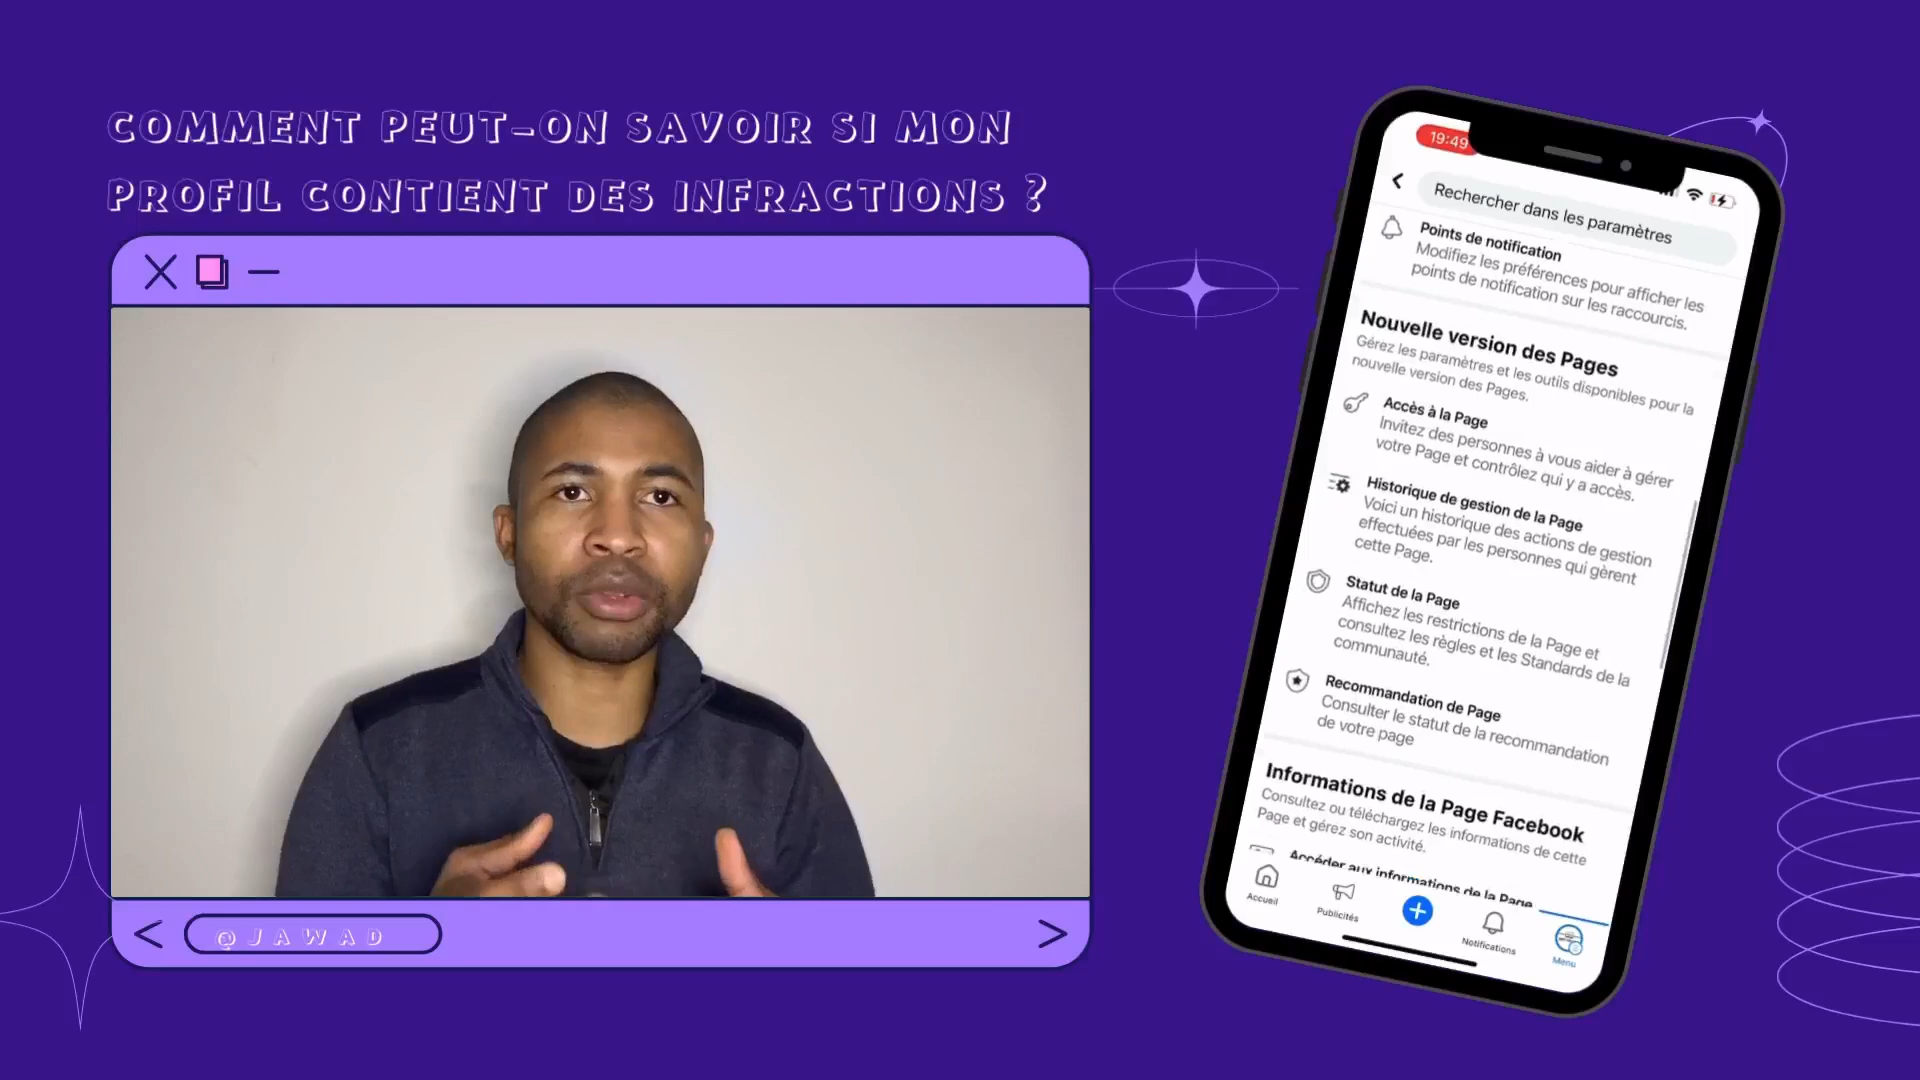 COMMENT PEUT-ON SAVOIR SI MON
PROFIL CONTIENT DES INFRACTIONS ?
@JAWAD
19:49
Rechercher dans les paramètres
Points de notification
Modifiez les préférences pour afficher les
points de notification sur les raccourcis.
Nouvelle version des Pages
Gérez les paramètres et les outils disponibles pour la
nouvelle version des Pages.
Accès à la Page
Invitez des personnes à vous aider à gérer
votre Page et contrôlez qui y a accès.
Historique de gestion de la Page
Voici un historique des actions de gestion
effectuées par les personnes qui gèrent
cette Page.
Statut de la Page
Affichez les restrictions de la Page et
consultez les règles et les Standards de la
communauté.
Recommandation de Page
Consulter le statut de la recommandation
de votre page
Informations de la Page Facebook
Consultez ou téléchargez les informations de cette
Page et gérez son activité.
Accéder aux informations de la Page
Accueil
Publicités
Notifications
Menu